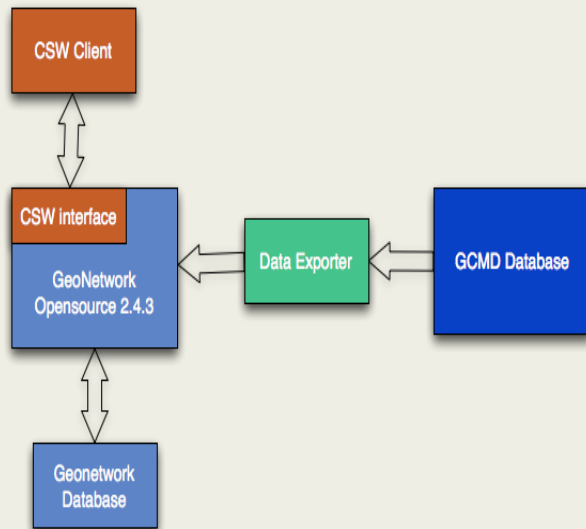 CSW Client
CSW interface
GeoNetwork
Opensource 2.4.3
Data Exporter
GCMD Database
Geonetwork
Database